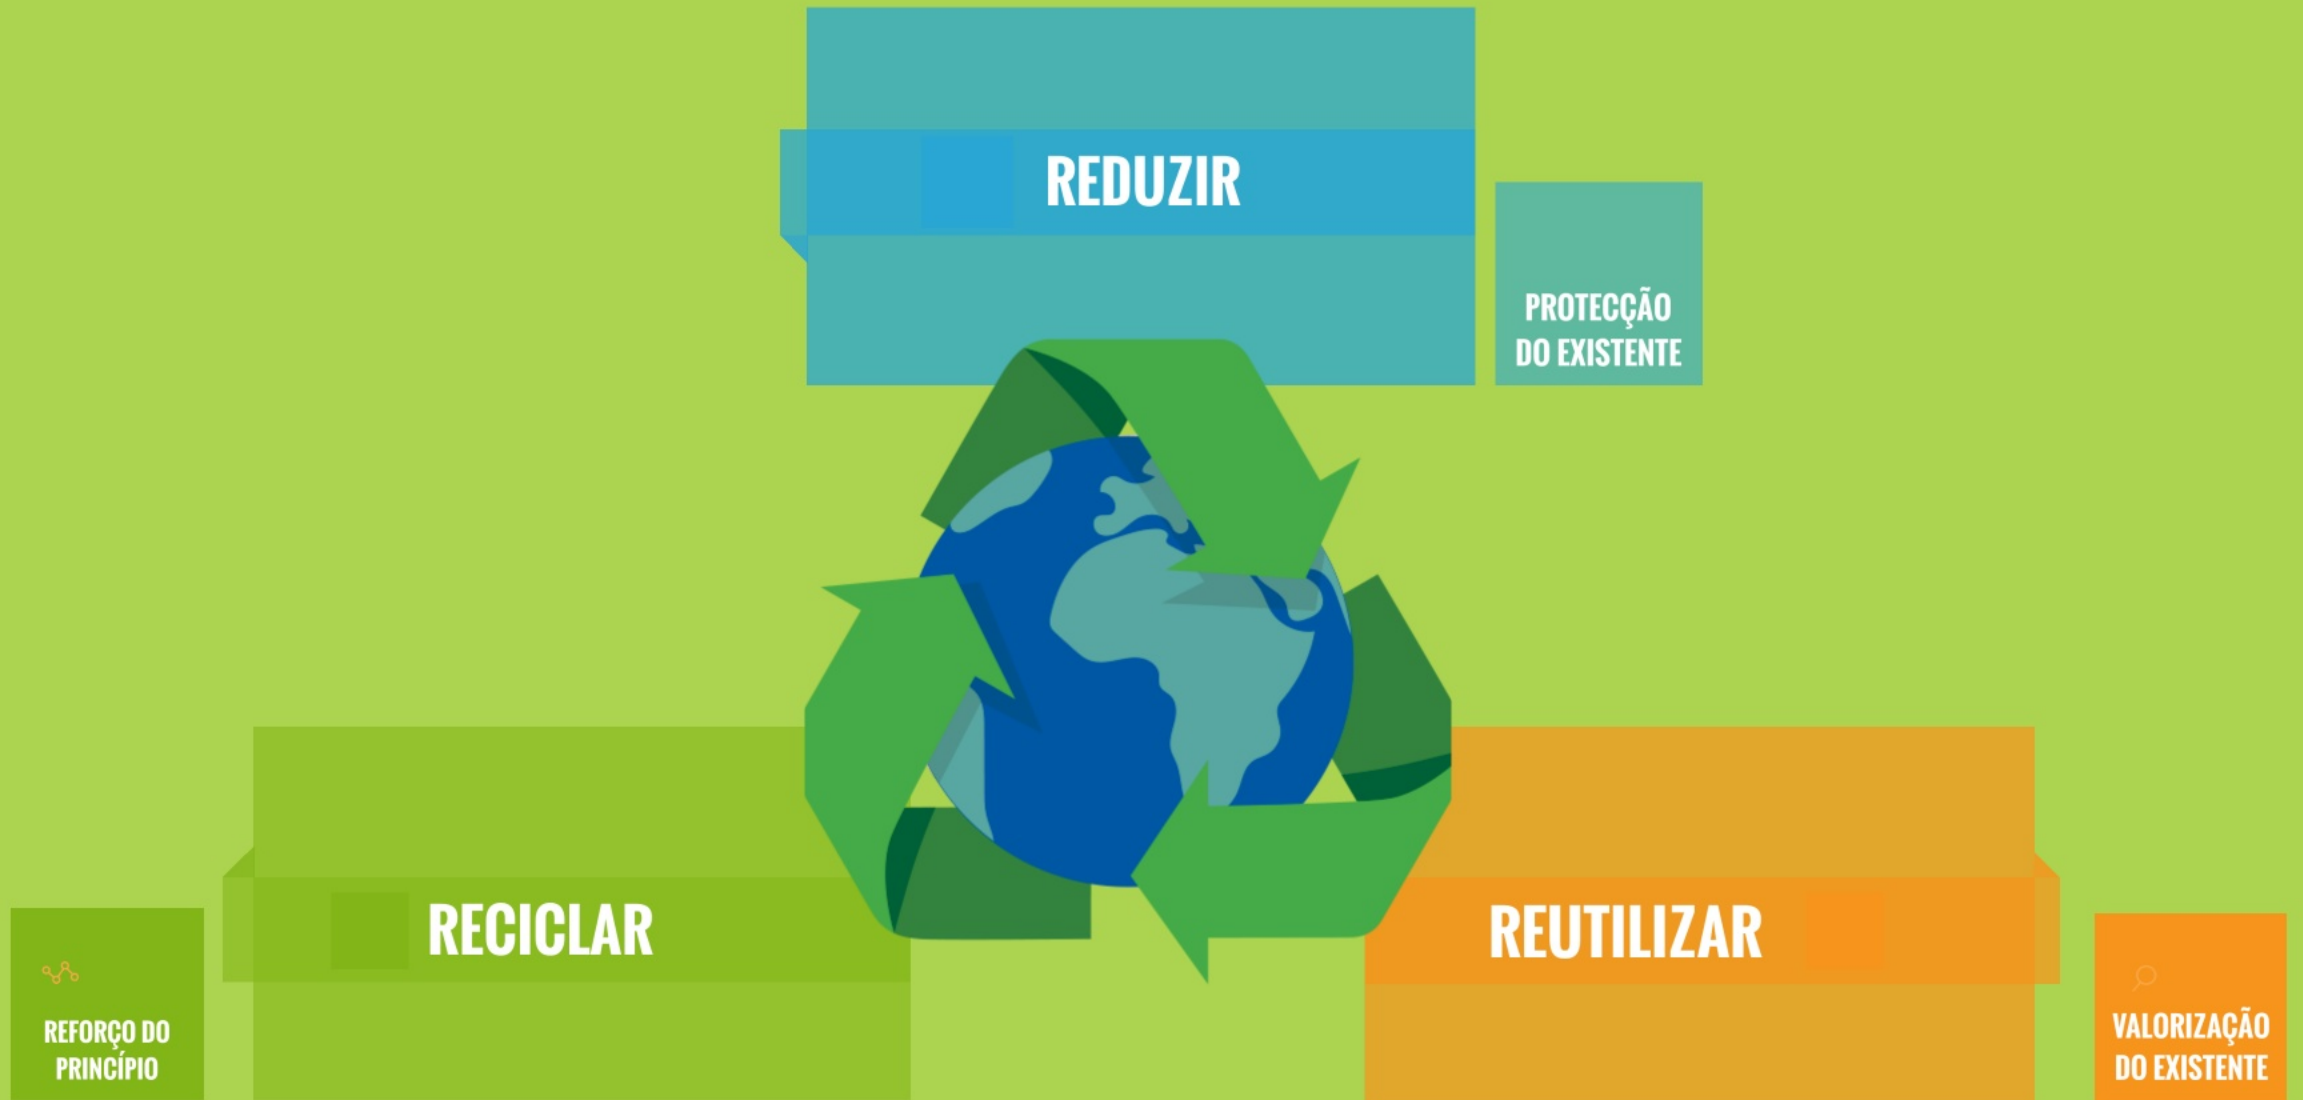 REDUZIR
PROTECÇÃO
DO EXISTENTE
RECICLAR
REUTILIZAR
REFORÇO DO
PRINCÍPIO
VALORIZAÇÃO
DO EXISTENTE